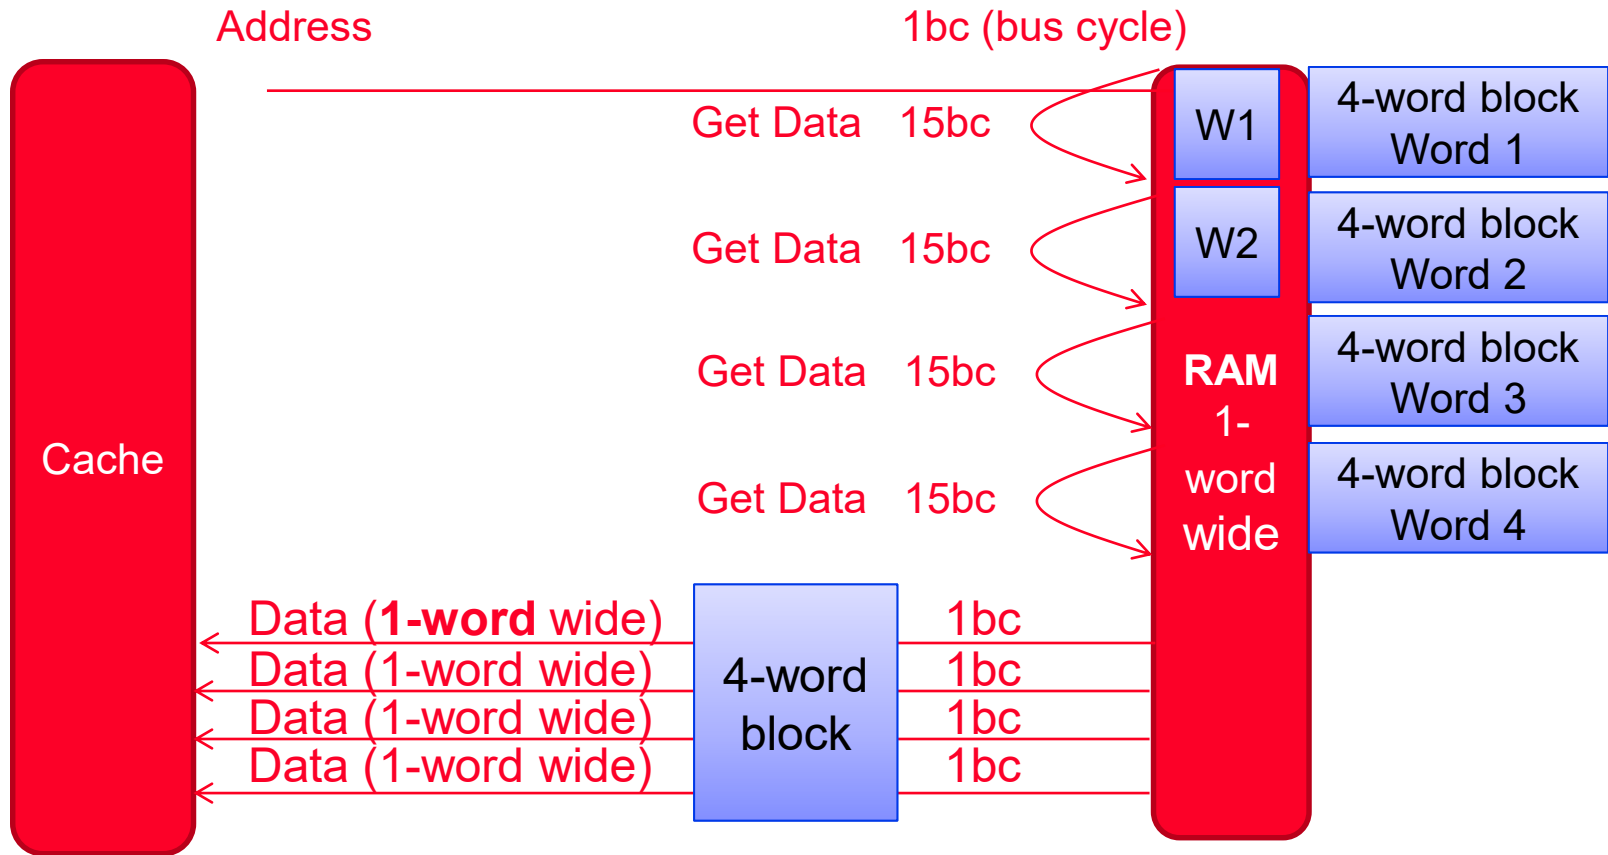 Address
1bc (bus cycle)
Get Data 15bc
W1
4-word block
Word 1
Get Data 15bc
W2
4-word block
Word 2
Get Data 15bc
4-word block
Word 3
Get Data 15bc
4-word block
Word 4
Cache
RAM
1-
word
wide
Data (1-word wide)
1bc
Data (1-word wide)
1bc
Data (1-word wide)
1bc
Data (1-word wide)
1bc
4-word
block